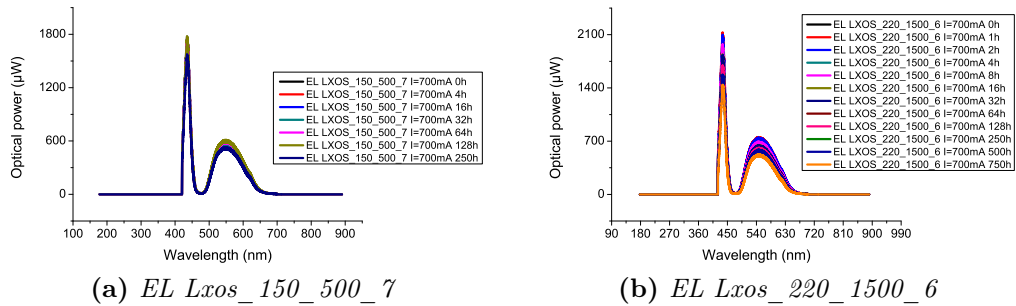 Optical power (µW)
1800
1200
600
0
100 200 300 400 500 600 700 800 900
Wavelength (nm)
EL LXOS_150_500_7 I=700mA 0h
EL LXOS_150_500_7 I=700mA 4h
EL LXOS_150_500_7 I=700mA 16h
EL LXOS_150_500_7 I=700mA 32h
EL LXOS_150_500_7 I=700mA 64h
EL LXOS_150_500_7 I=700mA 128h
EL LXOS_150_500_7 I=700mA 250h
(a) EL Lxos_150_500_7
Optical power (µW)
2100
1400
700
0
90 180 270 360 450 540 630 720 810 900 990
Wavelength (nm)
EL LXOS_220_1500_6 I=700mA 0h
EL LXOS_220_1500_6 I=700mA 1h
EL LXOS_220_1500_6 I=700mA 2h
EL LXOS_220_1500_6 I=700mA 4h
EL LXOS_220_1500_6 I=700mA 8h
EL LXOS_220_1500_6 I=700mA 16h
EL LXOS_220_1500_6 I=700mA 32h
EL LXOS_220_1500_6 I=700mA 64h
EL LXOS_220_1500_6 I=700mA 128h
EL LXOS_220_1500_6 I=700mA 250h
EL LXOS_220_1500_6 I=700mA 500h
EL LXOS_220_1500_6 I=700mA 750h
(b) EL Lxos_220_1500_6